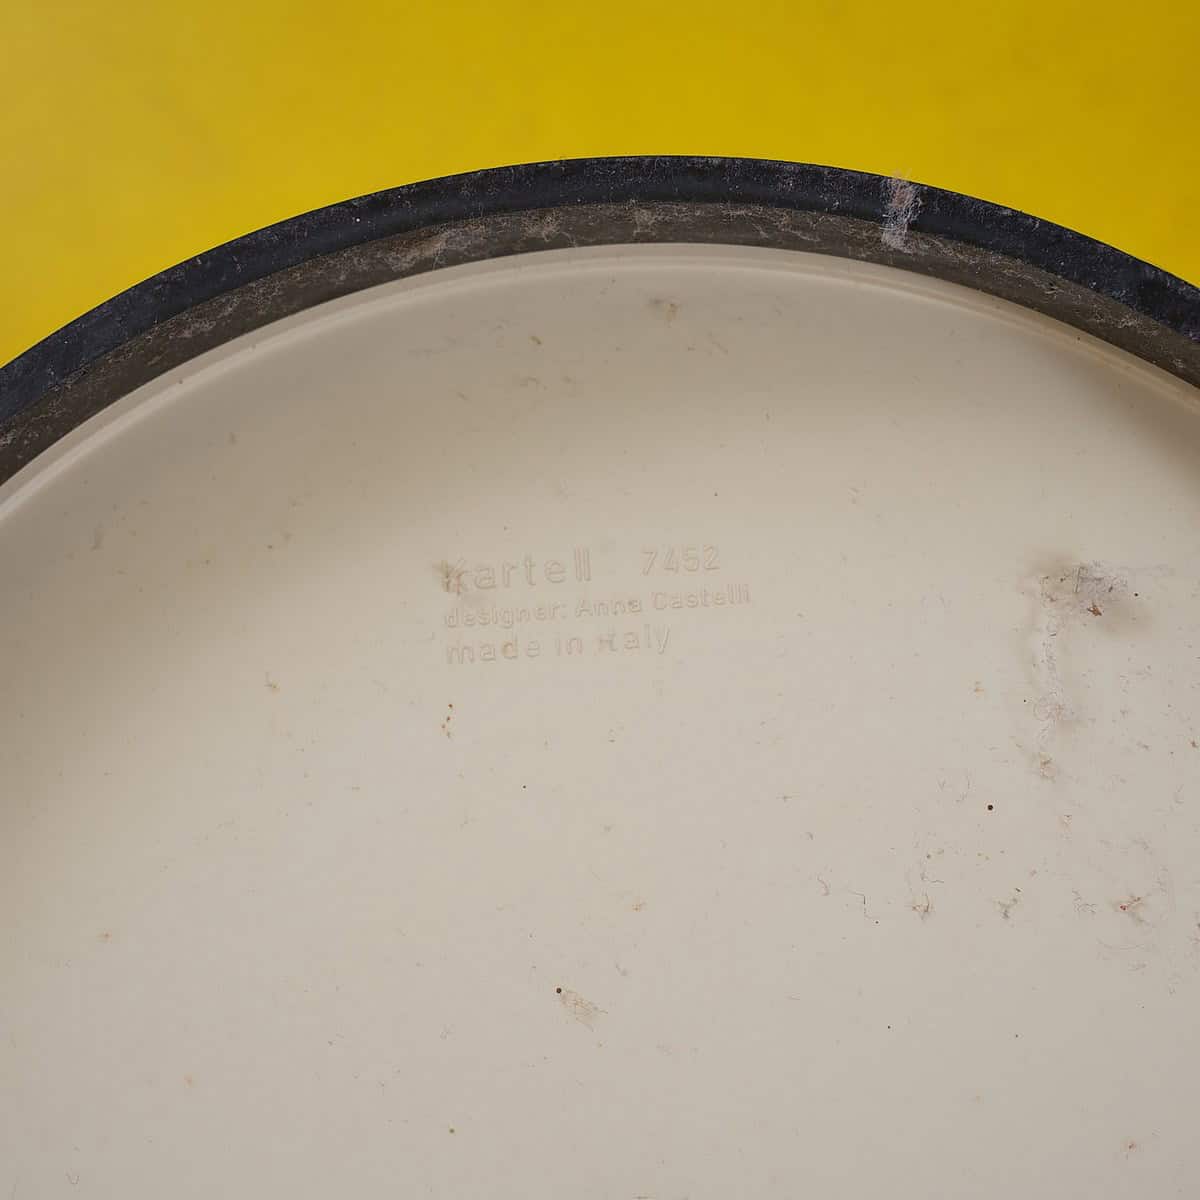 Kartell 7452
designer: Anna Castelli
made in Italy